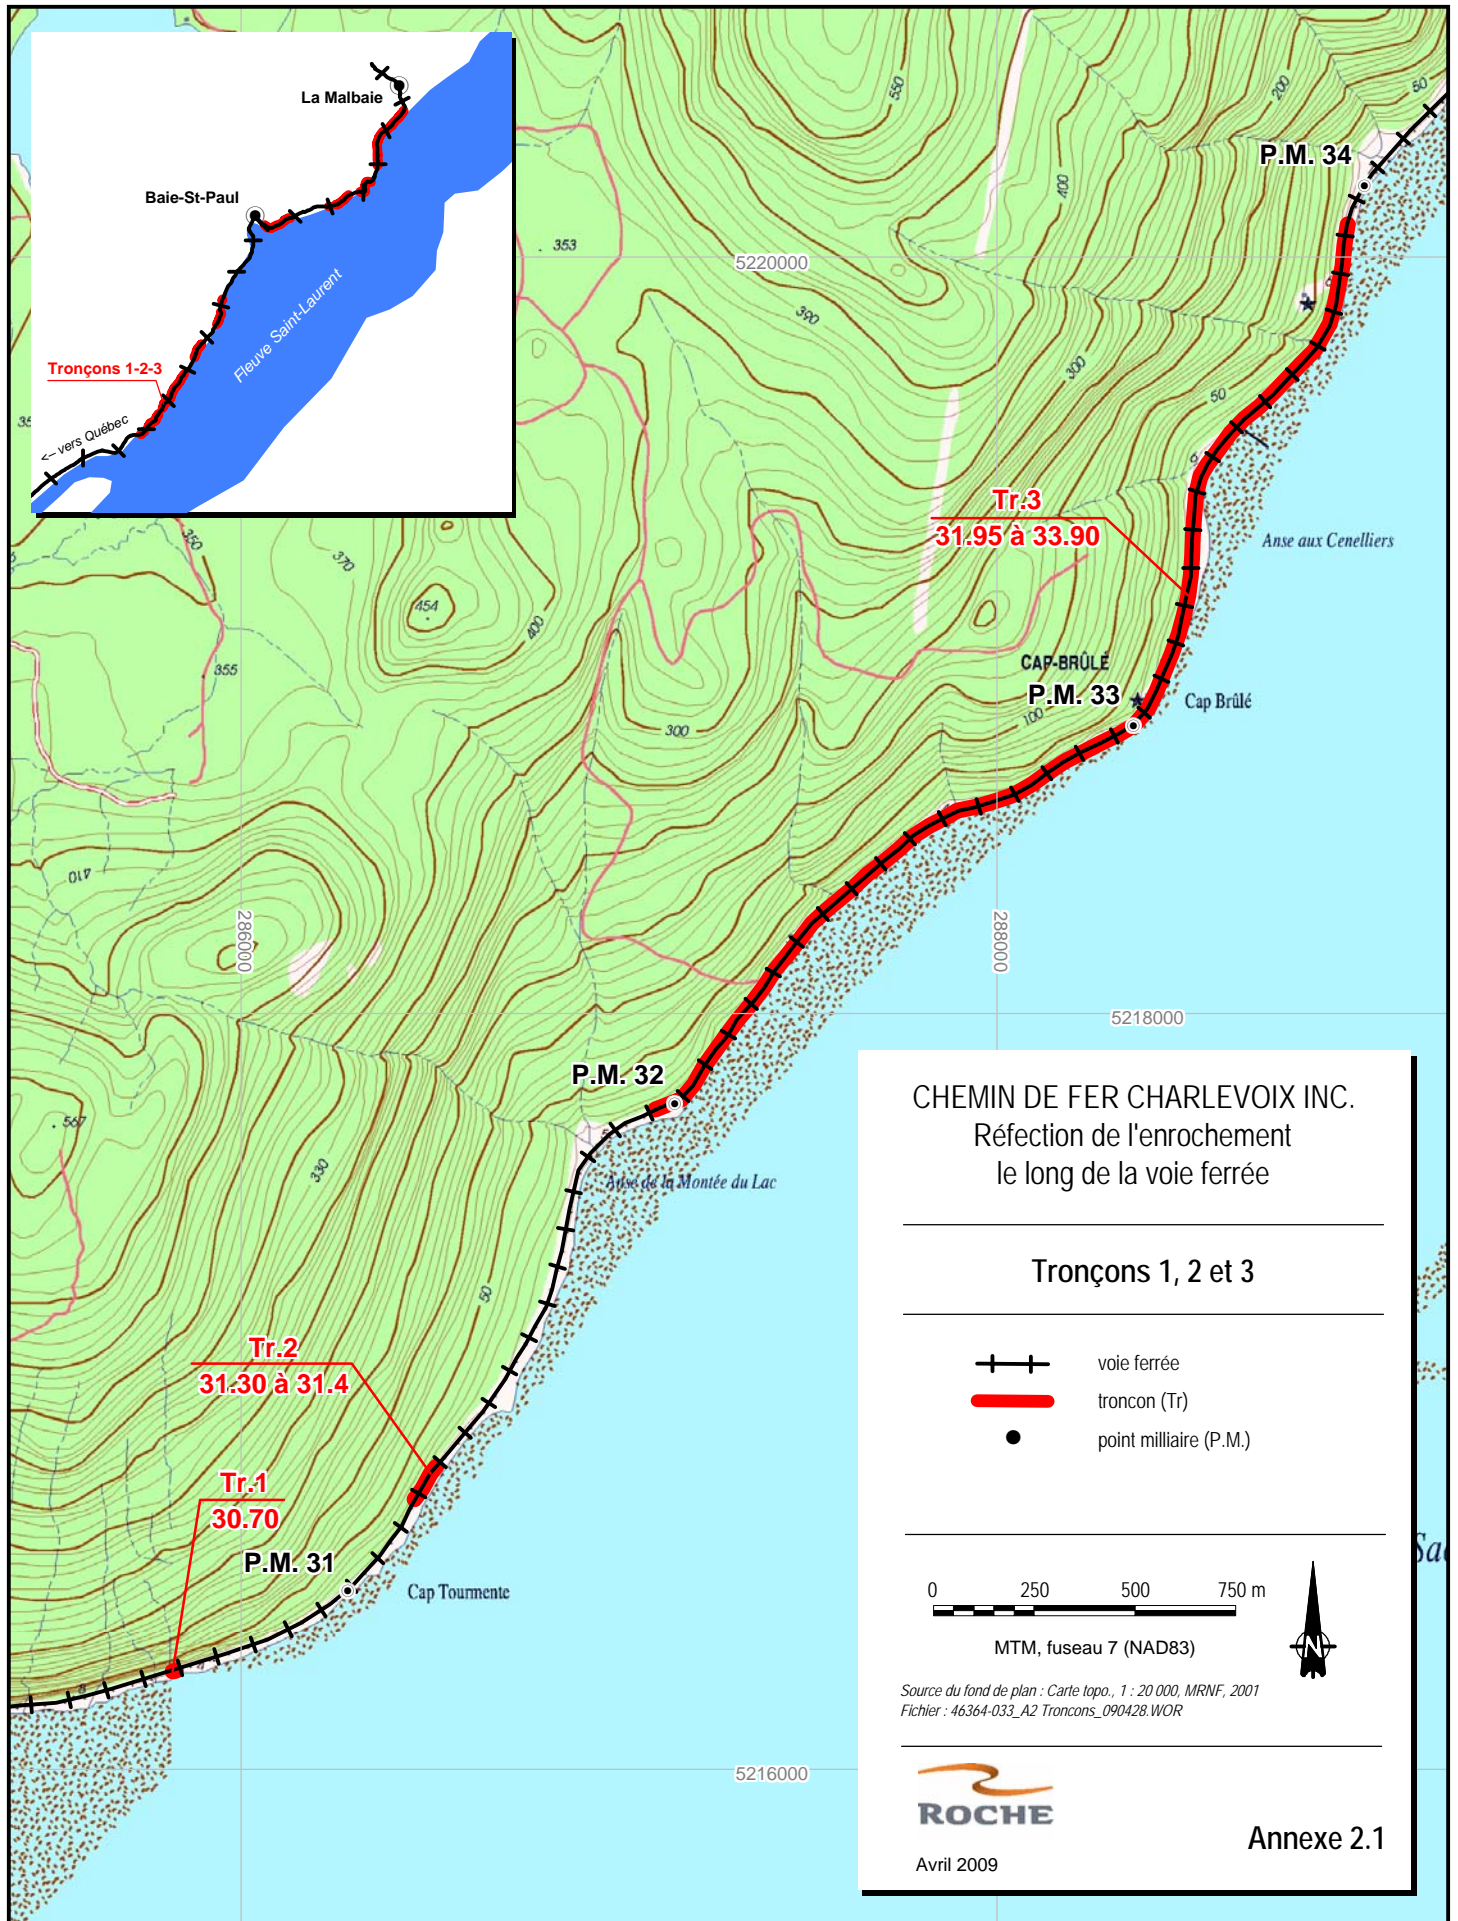 La Malbaie
Baie-St-Paul
Fleuve Saint-Laurent
Tronçons 1-2-3
<-- vers Québec
550
200
50
P.M. 34
400
353
5220000
390
300
50
350
370
454
400
355
Tr.3
31.95 à 33.90
Anse aux Cenelliers
CAP-BRÛLÉ
P.M. 33
Cap Brûlé
100
300
410
286000
288000
5218000
P.M. 32
567
330
Anse de la Montée du Lac
50
Tr.2
31.30 à 31.4
Tr.1
30.70
P.M. 31
Cap Tourmente
5216000
CHEMIN DE FER CHARLEVOIX INC.
Réfection de l'enrochement
le long de la voie ferrée
Tronçons 1, 2 et 3
voie ferrée
troncon (Tr)
point milliaire (P.M.)
0 250 500 750 m
MTM, fuseau 7 (NAD83)
N
Source du fond de plan : Carte topo., 1 : 20 000, MRNF, 2001
Fichier : 46364-033_A2 Troncons_090428.WOR
ROCHE
Annexe 2.1
Avril 2009